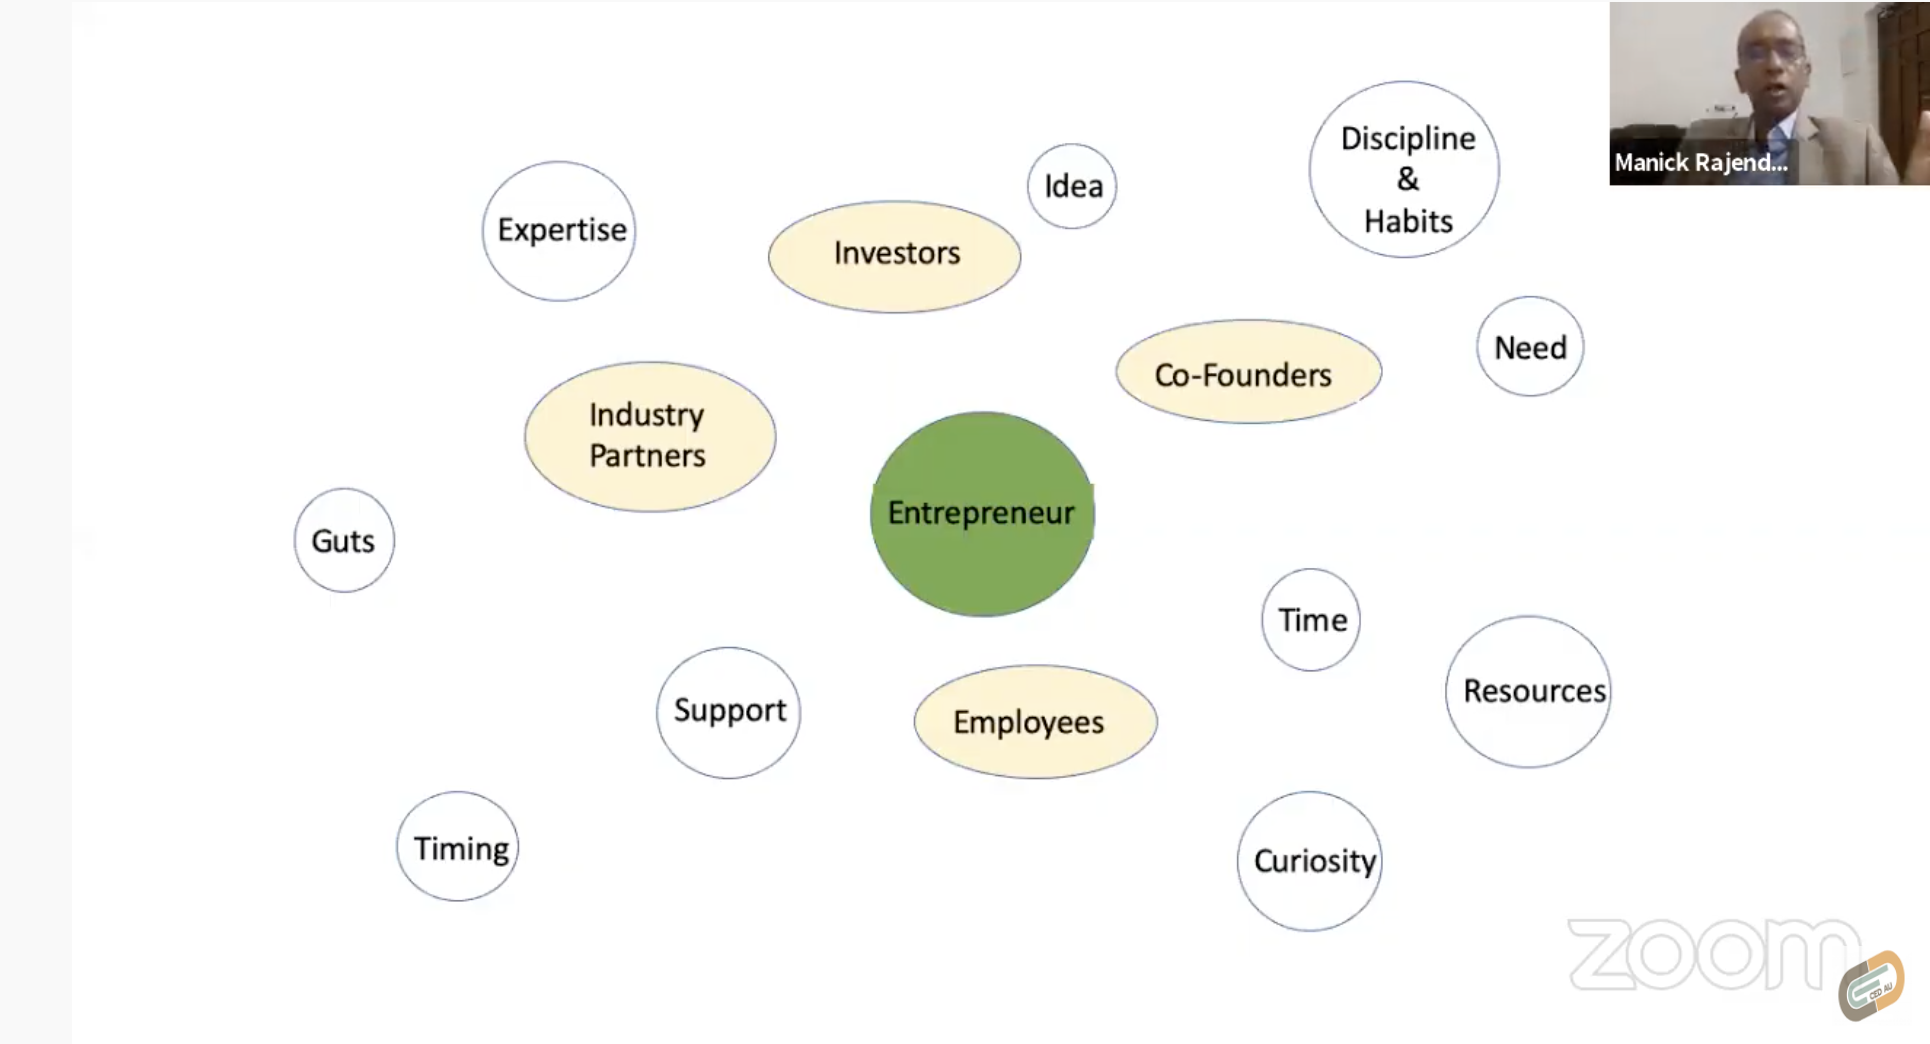 Discipline
&
Habits
Manick Rajend...
Idea
Expertise
Investors
Need
Co-Founders
Industry
Partners
Entrepreneur
Guts
Time
Resources
Support
Employees
Timing
Curiosity
zoom
CED AU